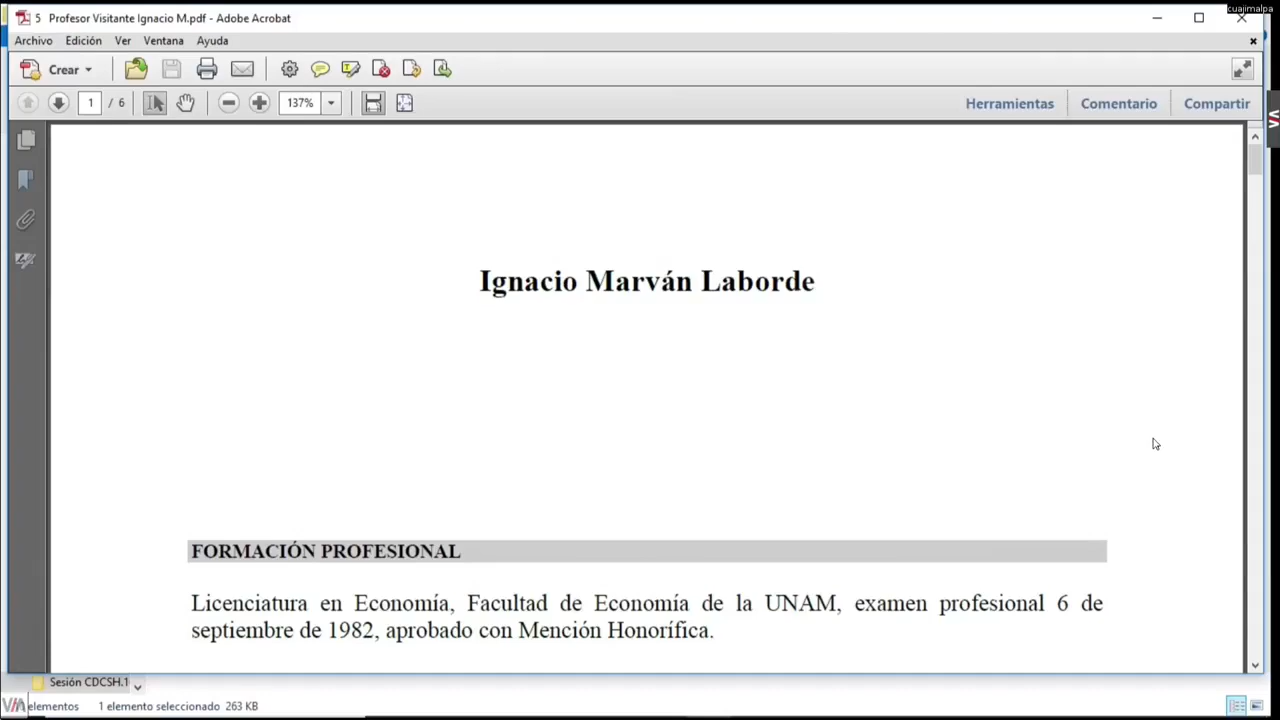 cuajimalpa
5 Profesor Visitante Ignacio M.pdf - Adobe Acrobat
Archivo Edición Ver Ventana Ayuda
Crear
1 / 6 137% Herramientas Comentario Compartir
Ignacio Marván Laborde
FORMACIÓN PROFESIONAL
Licenciatura en Economía, Facultad de Economía de la UNAM, examen profesional 6 de
septiembre de 1982, aprobado con Mención Honorífica.
Sesión CDCSH.1
elementos 1 elemento seleccionado 263 KB